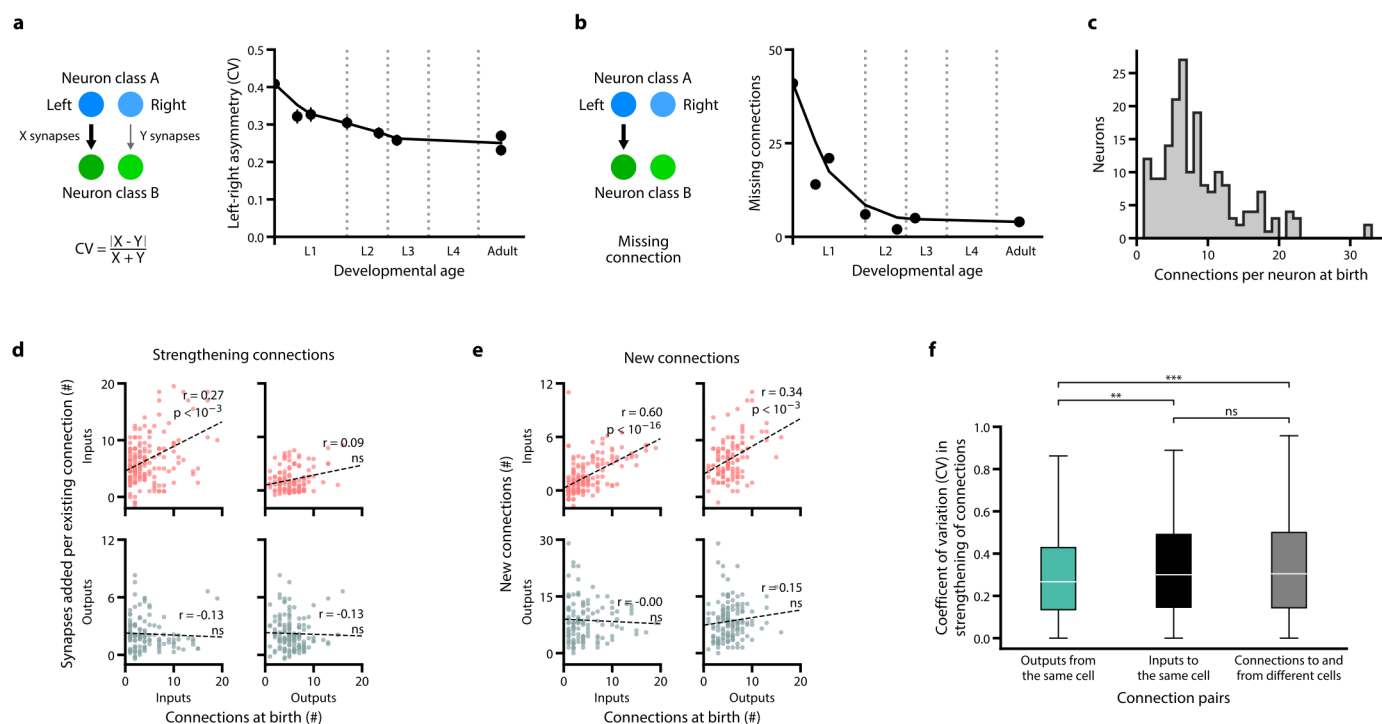 a
Neuron class A
Left
Right
X synapses
Y synapses
Neuron class B
CV = |X - Y|
X + Y
Left-right asymmetry (CV)
0.5
0.4
0.3
0.2
0.1
0.0
L1
L2
L3
L4
Adult
Developmental age
b
Neuron class A
Left
Right
Neuron class B
Missing
connection
Missing connections
50
25
0
L1
L2
L3
L4
Adult
Developmental age
c
Neurons
25
20
15
10
5
0
0
10
20
30
Connections per neuron at birth
d
Strengthening connections
Synapses added per existing connection (#)
Inputs
20
10
0
r = 0.27
p < 10⁻³
r = 0.09
ns
Outputs
6
3
0
r = -0.13
ns
r = -0.13
ns
0
10
20
0
10
20
Inputs
Outputs
Connections at birth (#)
e
New connections
New connections (#)
Inputs
12
6
0
r = 0.60
p < 10⁻¹⁶
r = 0.34
p < 10⁻³
Outputs
30
15
0
r = -0.00
ns
r = 0.15
ns
0
10
20
0
10
20
Inputs
Outputs
Connections at birth (#)
f
***
**
ns
Coefficent of variation (CV) in
strengthening of connections
1.0
0.8
0.6
0.4
0.2
0.0
Outputs from
the same cell
Inputs to
the same cell
Connections to and
from different cells
Connection pairs